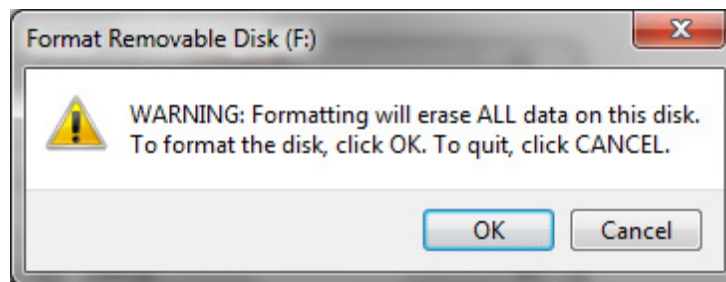 Format Removable Disk (F:)
WARNING: Formatting will erase ALL data on this disk.
To format the disk, click OK. To quit, click CANCEL.
OK
Cancel